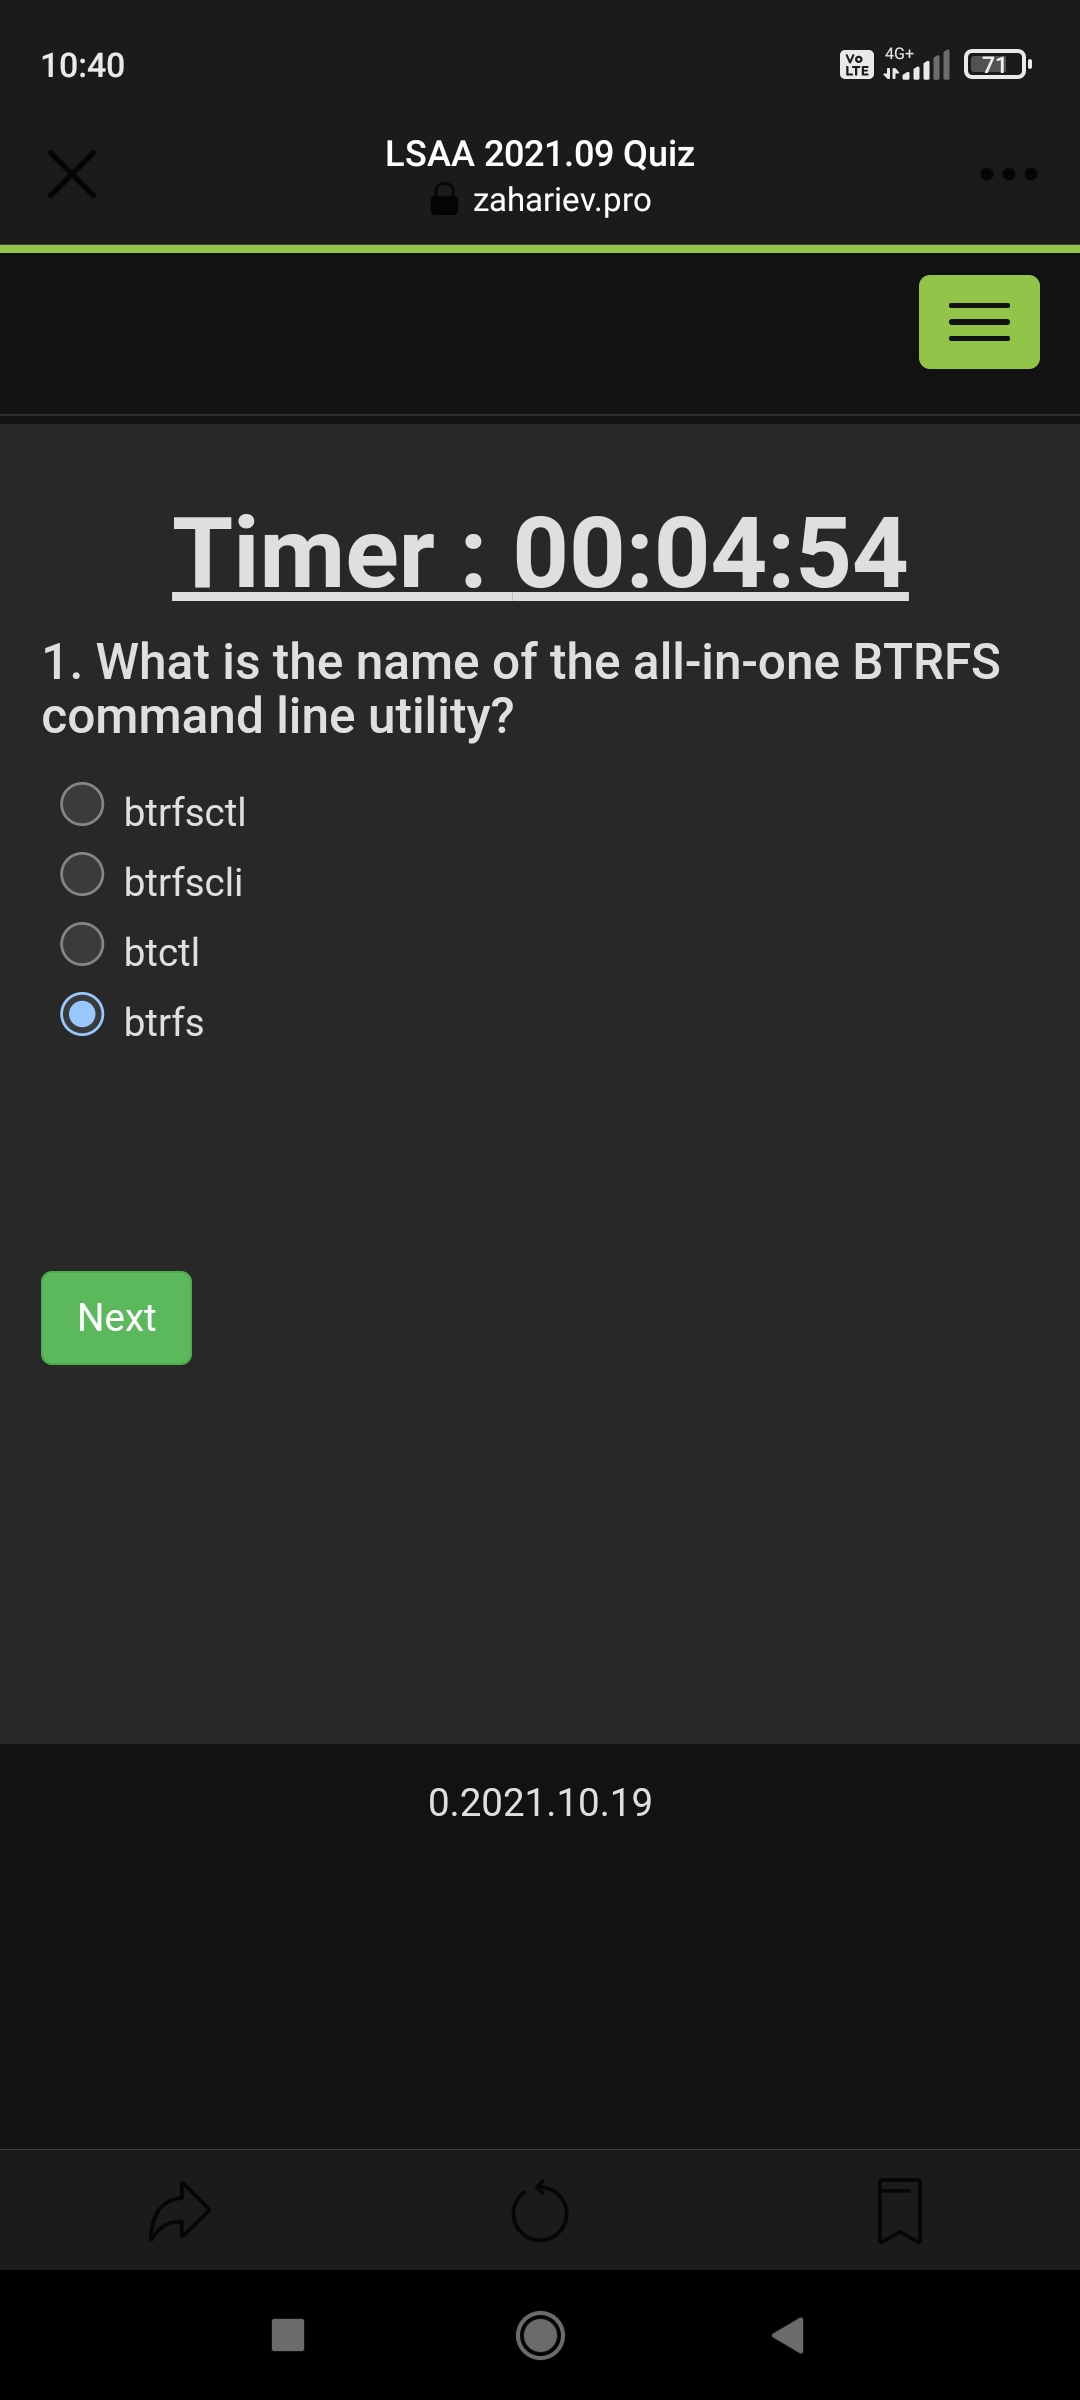 10:40
Vo LTE 4G+ 71
LSAA 2021.09 Quiz
zahariev.pro
Timer : 00:04:54
1. What is the name of the all-in-one BTRFS
command line utility?
btrfsctl
btrfscli
btctl
btrfs
Next
0.2021.10.19